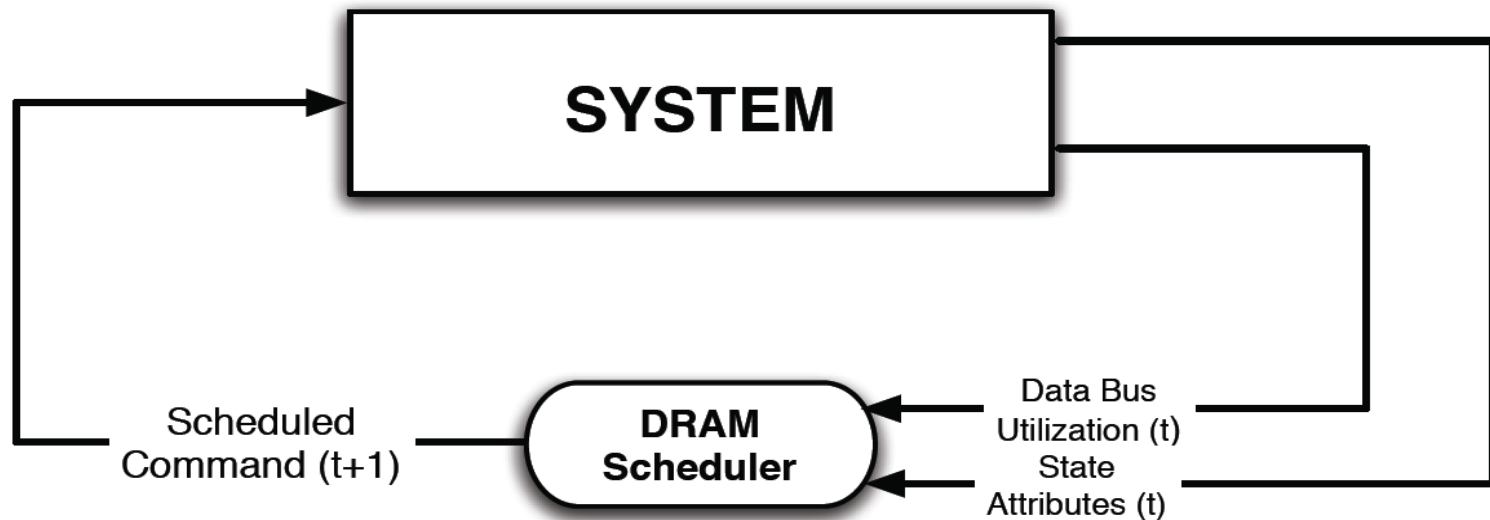 SYSTEM
Scheduled
Command (t+1)
DRAM
Scheduler
Data Bus
Utilization (t)
State
Attributes (t)